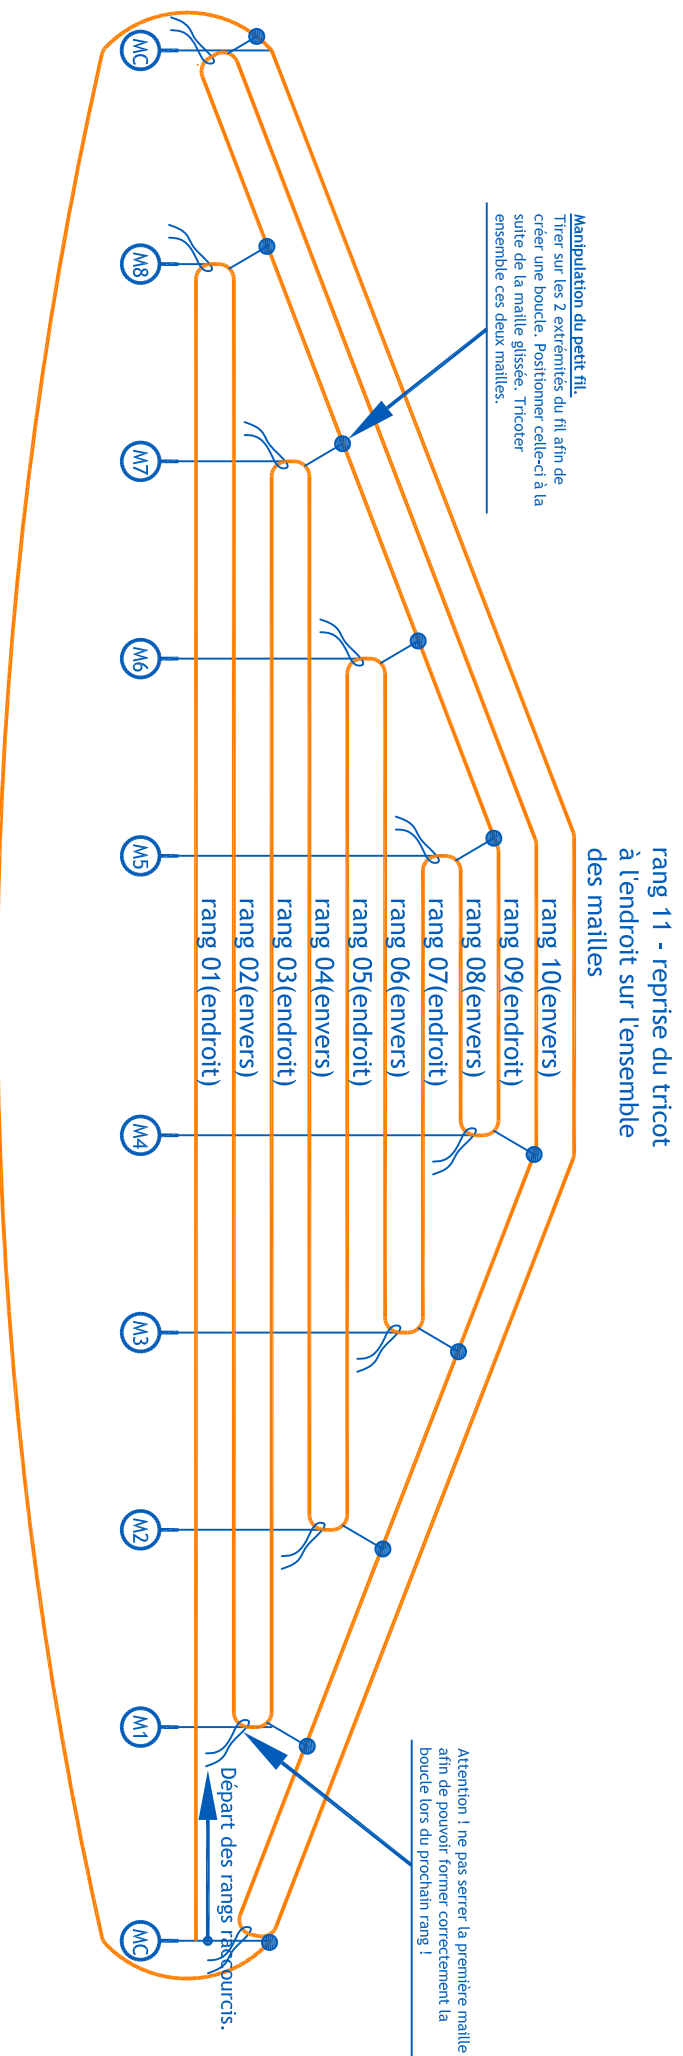 rang 11 - reprise du tricot
à l'endroit sur l'ensemble
des mailles
Manipulation du petit fil.
Tirer sur les 2 extrémités du fil afin de
créer une boucle. Positionner celle-ci à la
suite de la maille glissée. Tricoter
ensemble ces deux mailles.
rang 10(envers)
rang 09(endroit)
rang 08(envers)
rang 07(endroit)
rang 06(envers)
rang 05(endroit)
rang 04(envers)
rang 03(endroit)
rang 02(envers)
rang 01(endroit)
Attention ! ne pas serrer la première maille
afin de pouvoir former correctement la
boucle lors du prochain rang !
Départ des rangs raccourcis.
MC
M8
M7
M6
M5
M4
M3
M2
M1
MC